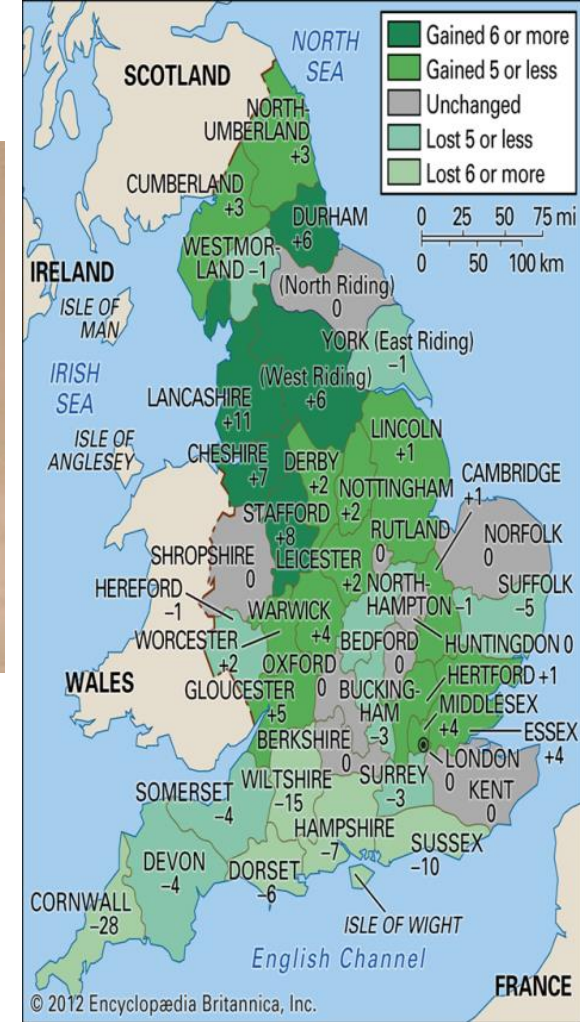 NORTH
SEA
Gained 6 or more
Gained 5 or less
Unchanged
Lost 5 or less
Lost 6 or more
0 25 50 75 mi
0 50 100 km
SCOTLAND
NORTH-
UMBERLAND
+3
CUMBERLAND
+3
DURHAM
+6
WESTMOR-
LAND –1
IRELAND
ISLE OF
MAN
(North Riding)
0
YORK (East Riding)
–1
IRISH
SEA
(West Riding)
+6
LANCASHIRE
+11
ISLE OF
ANGLESEY
CHESHIRE
+7
DERBY
+2
LINCOLN
+1
NOTTINGHAM
+2
CAMBRIDGE
+1
STAFFORD
+8
RUTLAND
0
NORFOLK
0
SHROPSHIRE
0
LEICESTER
+2
HEREFORD
–1
NORTH-
HAMPTON –1
SUFFOLK
–5
WARWICK
+4
WORCESTER
+2
BEDFORD
0
HUNTINGDON 0
OXFORD
0
WALES
GLOUCESTER
+5
BUCKING-
HAM
–3
HERTFORD +1
MIDDLESEX
+4
ESSEX
+4
BERKSHIRE
0
LONDON
0
SOMERSET
–4
WILTSHIRE
–15
SURREY
–3
KENT
0
HAMPSHIRE
–7
SUSSEX
–10
DEVON
–4
DORSET
–6
CORNWALL
–28
ISLE OF WIGHT
English Channel
FRANCE
© 2012 Encyclopædia Britannica, Inc.